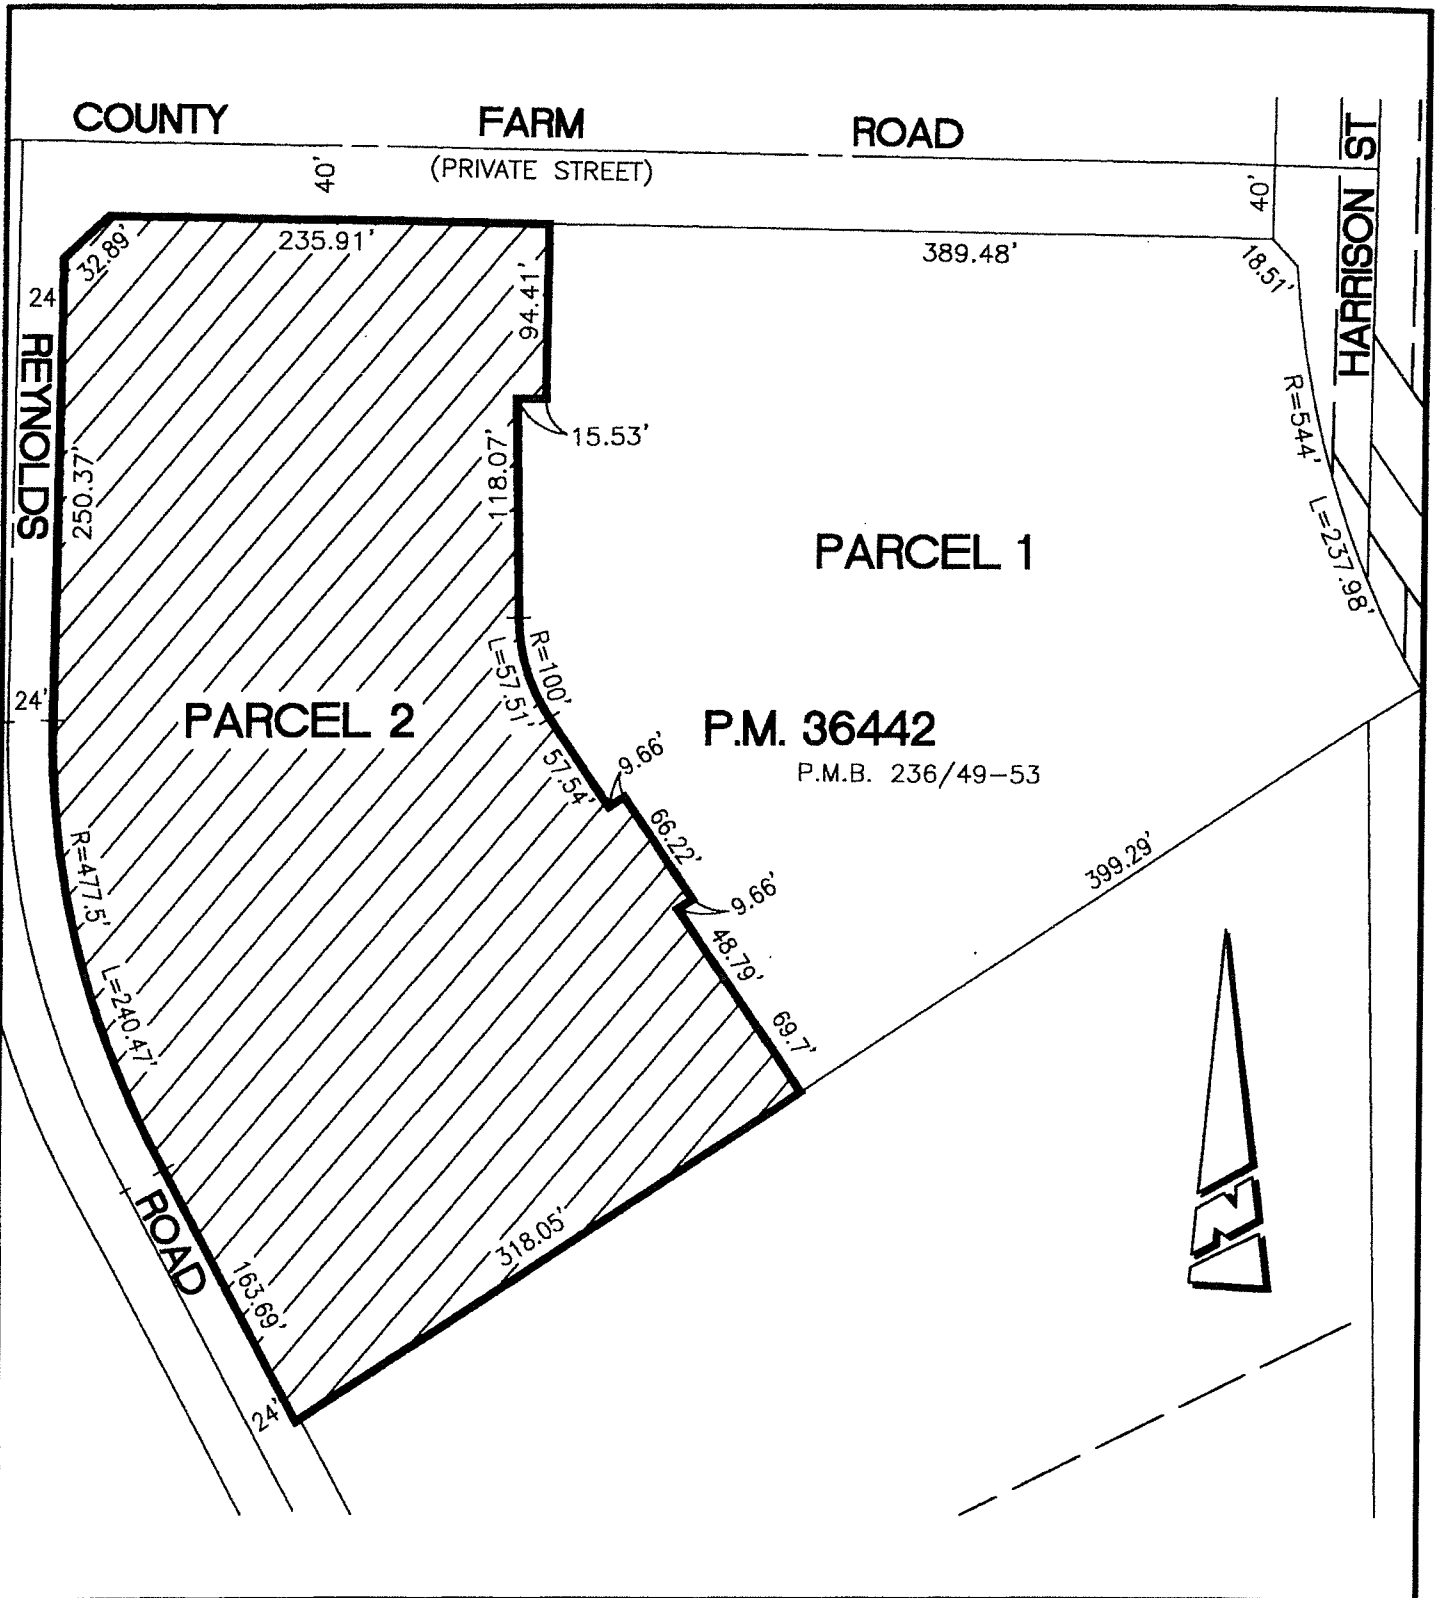 COUNTY FARM ROAD
(PRIVATE STREET)
40'
40'
HARRISON ST
235.91'
389.48'
32.89'
18.51'
24'
94.41'
REYNOLDS
15.53'
118.07'
250.37'
R=544'
L=237.98'
PARCEL 1
R=100'
L=57.51'
24'
PARCEL 2
P.M. 36442
P.M.B. 236/49-53
57.54'
9.66'
66.22'
9.66'
399.29'
R=477.5'
48.79'
L=240.47'
69.7'
ROAD
318.05'
163.69'
24'
N